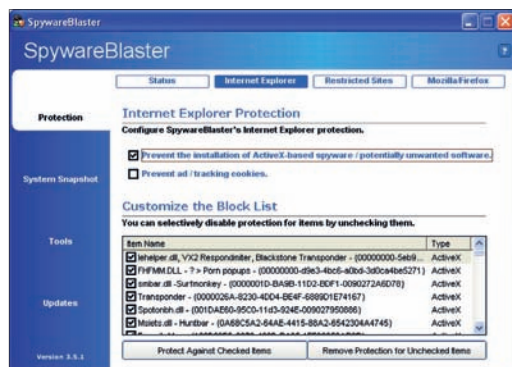 SpywareBlaster
SpywareBlaster
Status
Internet Explorer
Restricted Sites
Mozilla/Firefox
Protection
System Snapshot
Tools
Updates
Version 3.5.1
Internet Explorer Protection
Configure SpywareBlaster's Internet Explorer protection.
Prevent the installation of ActiveX-based spyware / potentially unwanted software.
Prevent ad / tracking cookies.
Customize the Block List
You can selectively disable protection for items by unchecking them.
Item Name Type
Iehelper.dll, VX2 Respondmiter, Blackstone Transponder - {00000000-5eb9... ActiveX
FHFMM.DLL - ? > Porn popups - {00000000-d9e3-4bc6-a0bd-3d0ca4be5271} ActiveX
smbar.dll -Surfmonkey - {0000001D-BA9B-11D2-BDF1-0090272A6D78} ActiveX
Transponder - {0000026A-8230-4DD4-BE4F-6889D1E74167} ActiveX
Spotonbh.dll - {001DAE60-95C0-11d3-924E-009027950886} ActiveX
Msiets.dll - Huntbar - {0A68C5A2-64AE-4415-88A2-6542304A4745} ActiveX
Protect Against Checked Items
Remove Protection for Unchecked Items